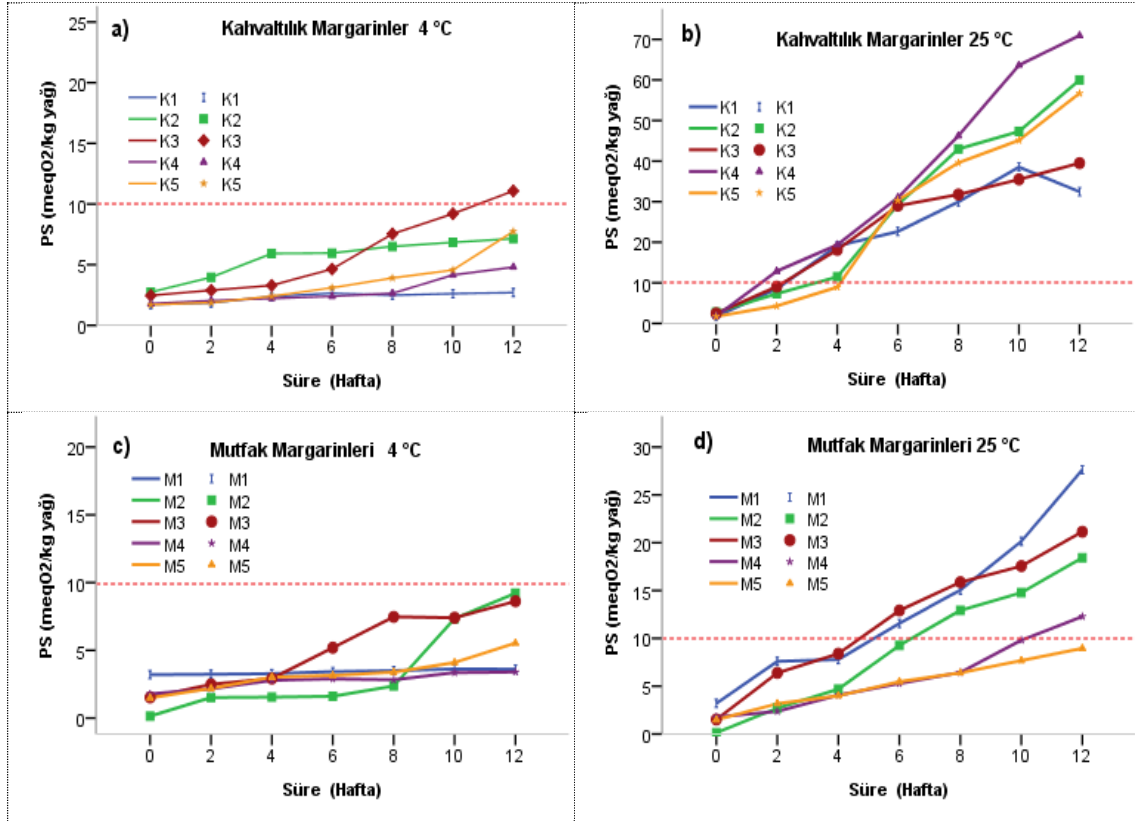 a)
Kahvaltılık Margarinler 4 °C
PS (meqO2/kg yağ)
25
20
15
10
5
0
K1 K1
K2 K2
K3 K3
K4 K4
K5 K5
0 2 4 6 8 10 12
Süre (Hafta)
b)
Kahvaltılık Margarinler 25 °C
PS (meqO2/kg yağ)
70
60
50
40
30
20
10
0
K1 K1
K2 K2
K3 K3
K4 K4
K5 K5
0 2 4 6 8 10 12
Süre (Hafta)
c)
Mutfak Margarinleri 4 °C
PS (meqO2/kg yağ)
20
15
10
5
0
M1 M1
M2 M2
M3 M3
M4 M4
M5 M5
0 2 4 6 8 10 12
Süre (Hafta)
d)
Mutfak Margarinleri 25 °C
PS (meqO2/kg yağ)
30
25
20
15
10
5
0
M1 M1
M2 M2
M3 M3
M4 M4
M5 M5
0 2 4 6 8 10 12
Süre (Hafta)